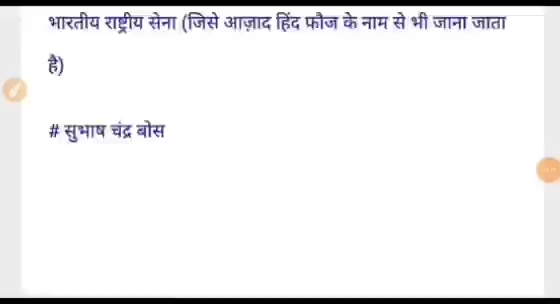 भारतीय राष्ट्रीय सेना (जिसे आज़ाद हिंद फौज के नाम से भी जाना जाता
है)
# सुभाष चंद्र बोस